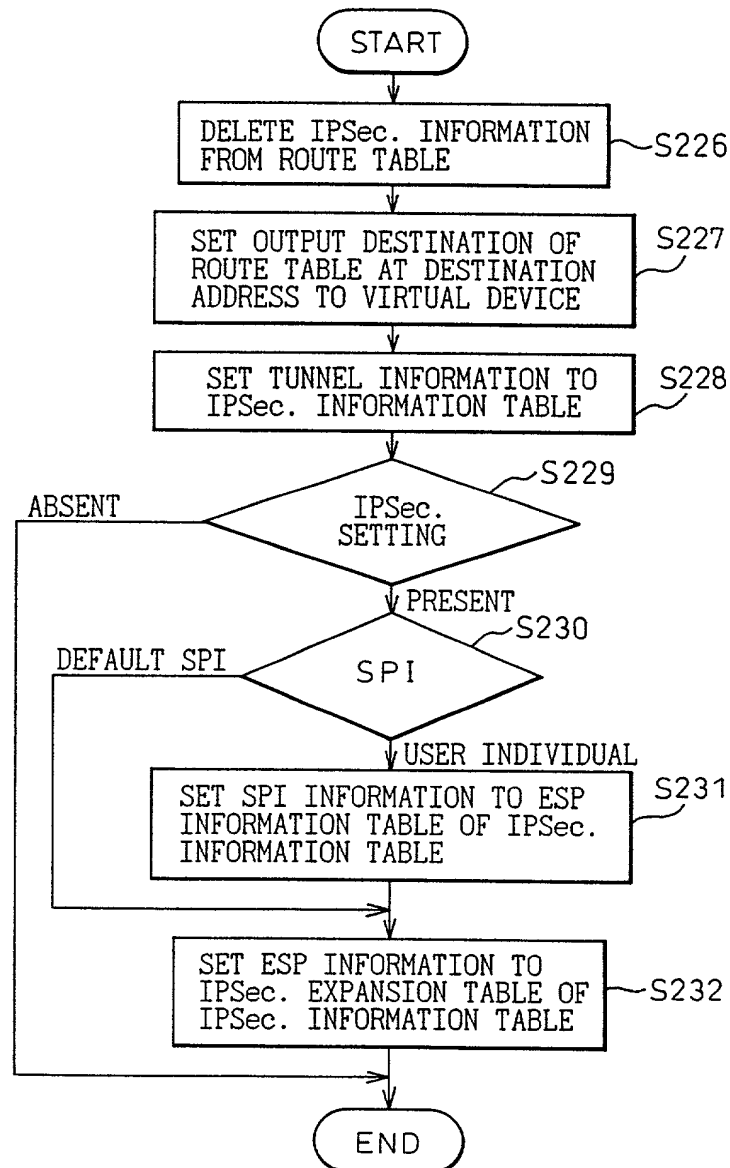 START
DELETE IPSec. INFORMATION
FROM ROUTE TABLE
S226
SET OUTPUT DESTINATION OF
ROUTE TABLE AT DESTINATION
ADDRESS TO VIRTUAL DEVICE
S227
SET TUNNEL INFORMATION TO
IPSec. INFORMATION TABLE
S228
S229
ABSENT
IPSec.
SETTING
PRESENT
S230
DEFAULT SPI
SPI
USER INDIVIDUAL
SET SPI INFORMATION TO ESP
INFORMATION TABLE OF IPSec.
INFORMATION TABLE
S231
SET ESP INFORMATION TO
IPSec. EXPANSION TABLE OF
IPSec. INFORMATION TABLE
S232
END